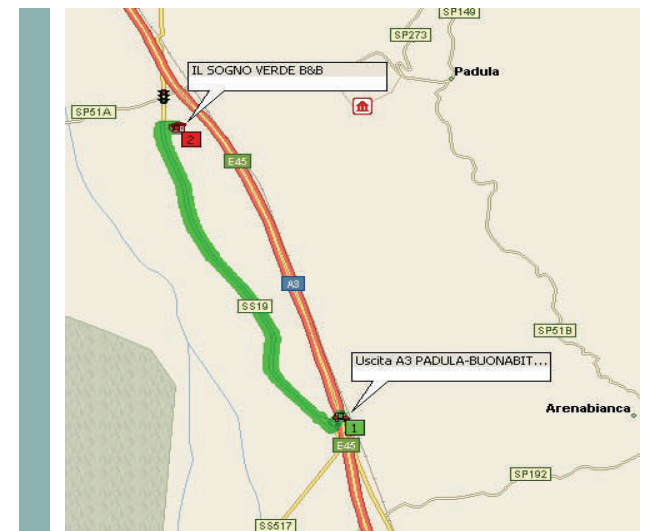 SP149
SP273
Padula
IL SOGNO VERDE B&B
SP51A
2
E45
A3
SS19
SP51B
Uscita A3 PADULA-BUONABIT...
Arenabianca
1
E45
SP192
SS517